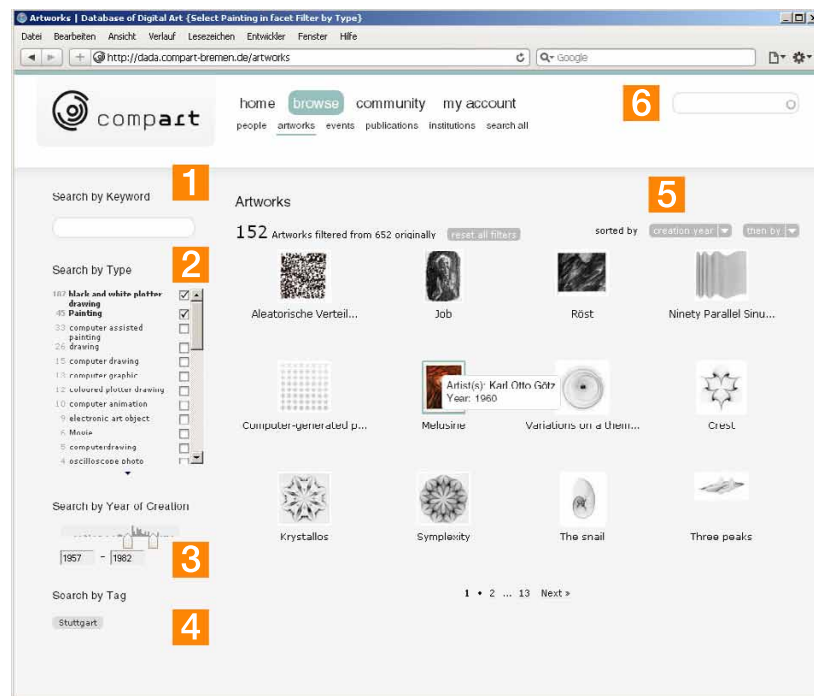 Artworks | Database of Digital Art {Select Painting in facet Filter by Type}
Datei Bearbeiten Ansicht Verlauf Lesezeichen Entwickler Fenster Hilfe
http://dada.compart-bremen.de/artworks
Google
compart
home browse community my account
people artworks events publications institutions search all
6
1
Search by Keyword
2
Search by Type
black and white plotter
drawing
45 Painting
33 computer assisted
painting
26 drawing
15 computer drawing
13 computer graphic
12 coloured plotter drawing
10 computer animation
9 electronic art object
6 Movie
5 computerdrawing
4 oscilloscope photo
Search by Year of Creation
1957 – 1982
3
Search by Tag
Stuttgart
4
Artworks
5
152 Artworks filtered from 652 originally reset all filters
sorted by creation year then by
Aleatorische Verteil... Job Röst Ninety Parallel Sinu...
Artist(s): Karl Otto Götz
Year: 1960
Computer-generated p... Melusine Variations on a them... Crest
Krystallos Symplexity The snail Three peaks
1 • 2 ... 13 Next »